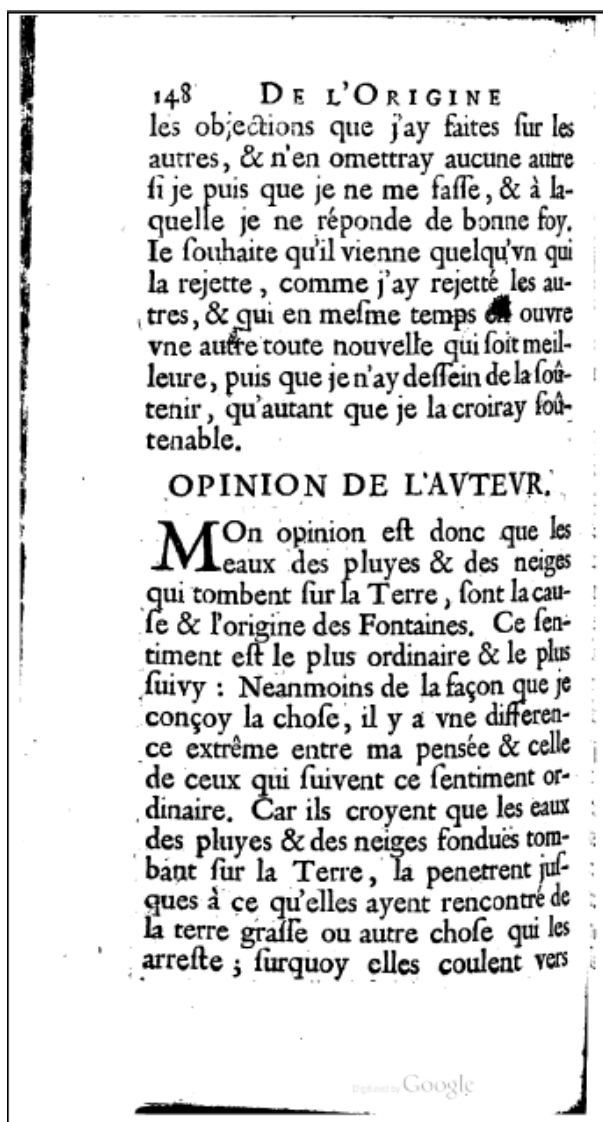 148 DE L'ORIGINE
les objections que j'ay faites ſur les
autres, & n'en omettray aucune autre
ſi je puis que je ne me faſſe, & à la-
quelle je ne réponde de bonne foy.
Ie ſouhaite qu'il vienne quelqu'vn qui
la rejette, comme j'ay rejetté les au-
tres, & qui en meſme temps ouvre
vne autre toute nouvelle qui ſoit meil-
leure, puis que je n'ay deſſein de la ſoû-
tenir, qu'autant que je la croiray ſoû-
tenable.
OPINION DE L'AVTEVR.
MOn opinion eſt donc que les
eaux des pluyes & des neiges
qui tombent ſur la Terre, ſont la cau-
ſe & l'origine des Fontaines. Ce ſen-
timent eſt le plus ordinaire & le plus
ſuivy : Neanmoins de la façon que je
conçoy la choſe, il y a vne differen-
ce extrême entre ma pensée & celle
de ceux qui ſuivent ce ſentiment or-
dinaire. Car ils croyent que les eaux
des pluyes & des neiges fonduës tom-
bant ſur la Terre, la penetrent juſ-
ques à ce qu'elles ayent rencontré de
la terre graſſe ou autre choſe qui les
arreſte ; ſurquoy elles coulent vers
Digitized by Google